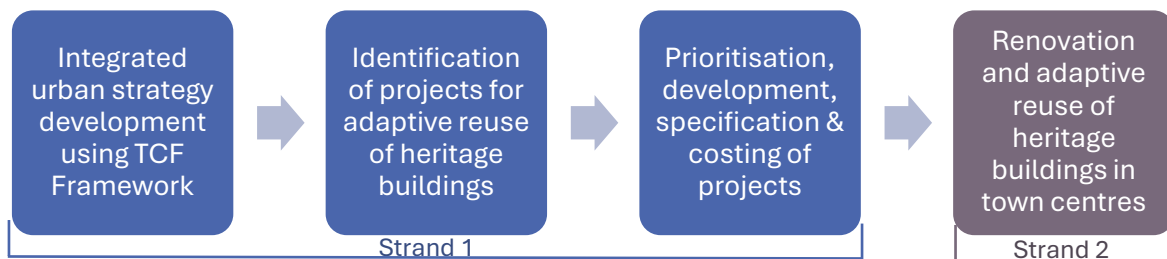 Integrated
urban strategy
development
using TCF
Framework
Identification
of projects for
adaptive reuse
of heritage
buildings
Prioritisation,
development,
specification &
costing of
projects
Renovation
and adaptive
reuse of
heritage
buildings in
town centres
Strand 1
Strand 2